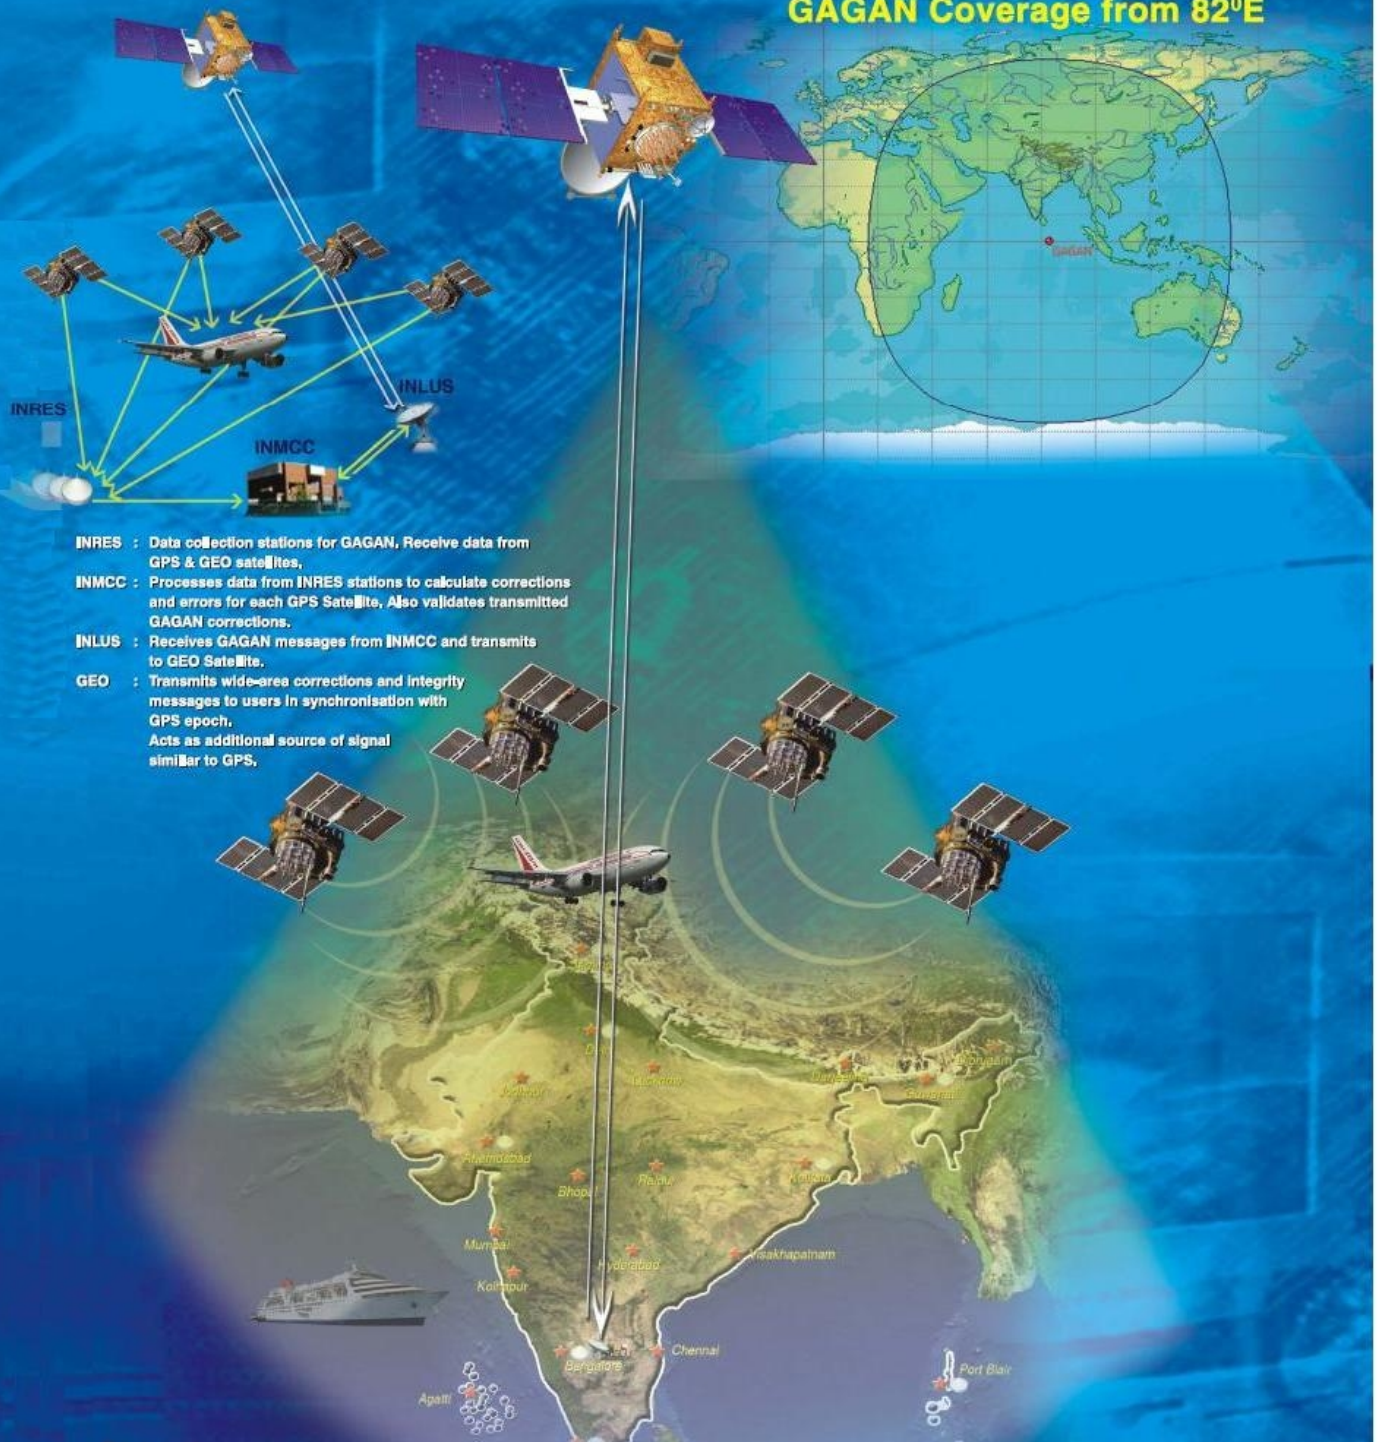 GAGAN Coverage from 82⁰E
GAGAN
INLUS
INRES
INMCC
INRES : Data collection stations for GAGAN, Receive data from
GPS & GEO satellites,
INMCC : Processes data from INRES stations to calculate corrections
and errors for each GPS Satellite, Also validates transmitted
GAGAN corrections.
INLUS : Receives GAGAN messages from INMCC and transmits
to GEO Satellite.
GEO : Transmits wide-area corrections and integrity
messages to users in synchronisation with
GPS epoch.
Acts as additional source of signal
similar to GPS.
Jodhpur
Lucknow
Guwahati
Ahemdabad
Bhopal
Raipur
Kolkata
Mumbai
Hyderabad
Visakhapatnam
Kolhapur
Bangalore
Chennai
Agatti
Port Blair